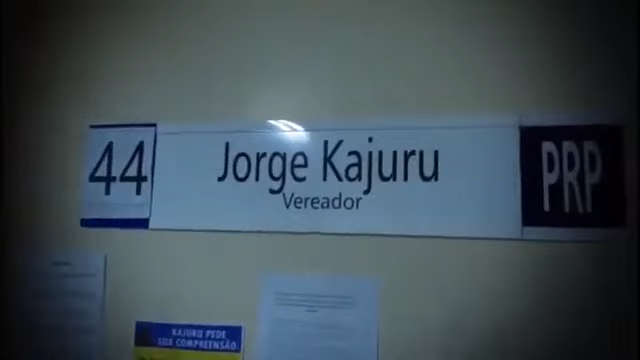 44
Jorge Kajuru
Vereador
PRP
KAJURU PEDE
SUA COMPREENSÃO